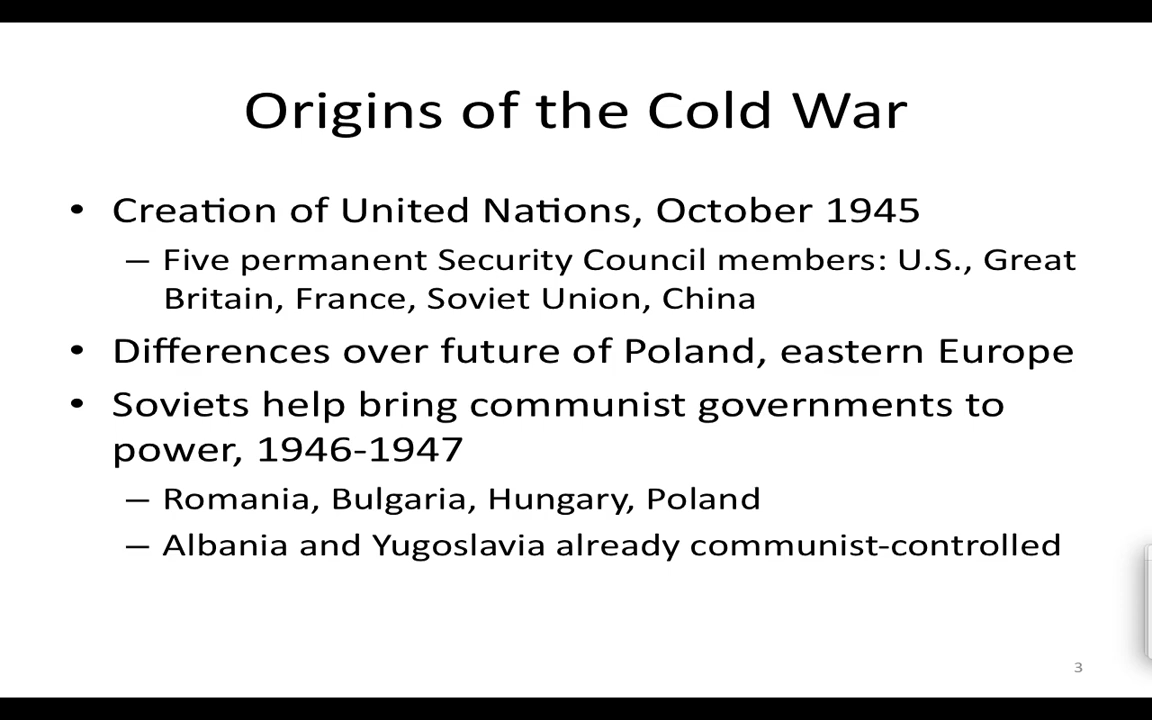 Origins of the Cold War
• Creation of United Nations, October 1945
– Five permanent Security Council members: U.S., Great
Britain, France, Soviet Union, China
• Differences over future of Poland, eastern Europe
• Soviets help bring communist governments to
power, 1946-1947
– Romania, Bulgaria, Hungary, Poland
– Albania and Yugoslavia already communist-controlled
3